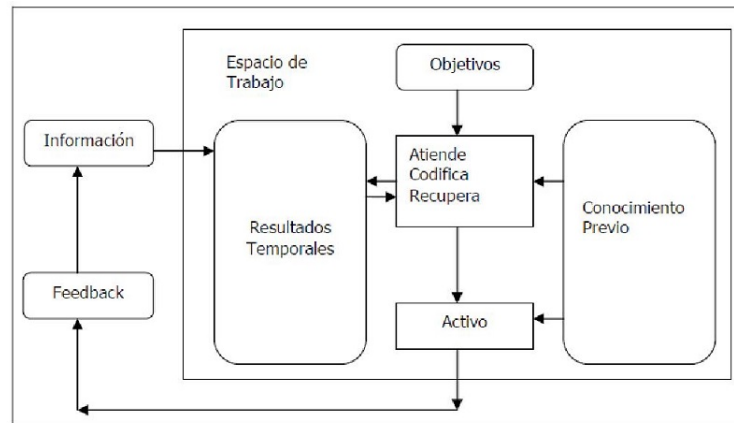 Espacio de
Trabajo
Objetivos
Información
Atiende
Codifica
Recupera
Resultados
Temporales
Conocimiento
Previo
Feedback
Activo